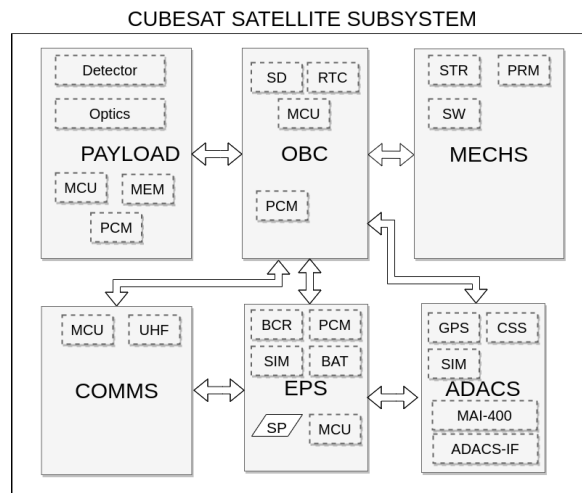 CUBESAT SATELLITE SUBSYSTEM
Detector
Optics
PAYLOAD
MCU MEM
PCM
SD RTC
MCU
OBC
PCM
STR PRM
SW
MECHS
MCU UHF
COMMS
BCR PCM
SIM BAT
EPS
SP MCU
GPS CSS
SIM
ADACS
MAI-400
ADACS-IF